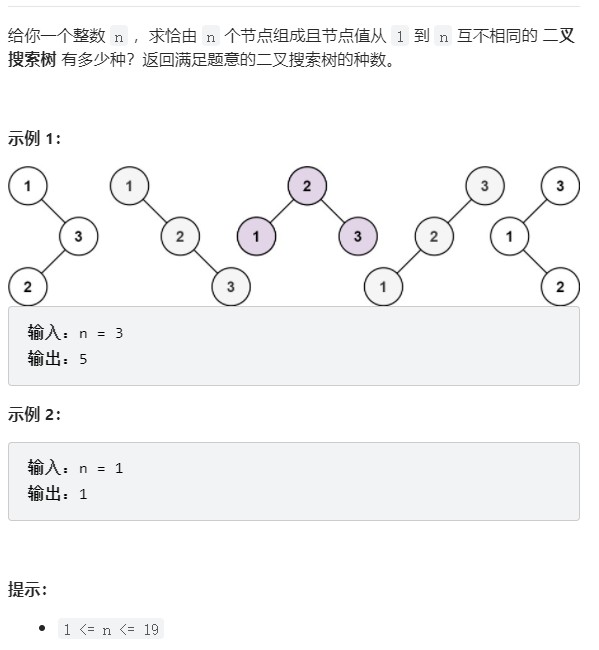 给你一个整数 n ，求恰由 n 个节点组成且节点值从 1 到 n 互不相同的 二叉
搜索树 有多少种？返回满足题意的二叉搜索树的种数。
示例 1：
1 1 2 3 3
3 2 1 3 2 1
2 3 1 2
输入：n = 3
输出：5
示例 2：
输入：n = 1
输出：1
提示：
• 1 <= n <= 19